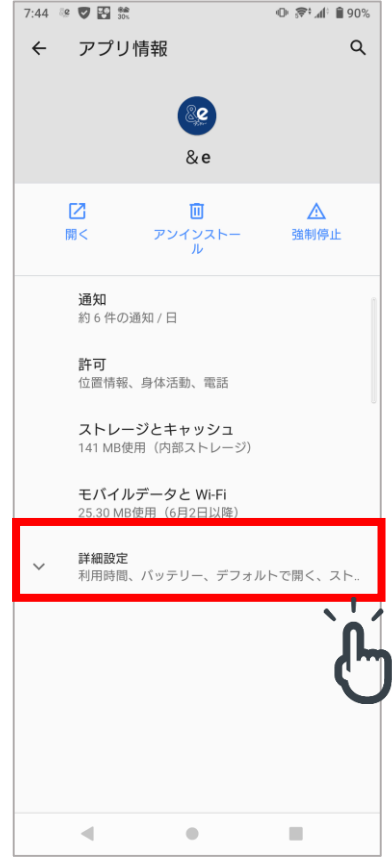 7:44 90%
アプリ情報
&e
&e
開く アンインストー 強制停止
ル
通知
約 6 件の通知 / 日
許可
位置情報、身体活動、電話
ストレージとキャッシュ
141 MB使用（内部ストレージ）
モバイルデータと Wi-Fi
25.30 MB使用（6月2日以降）
詳細設定
利用時間、バッテリー、デフォルトで開く、スト..